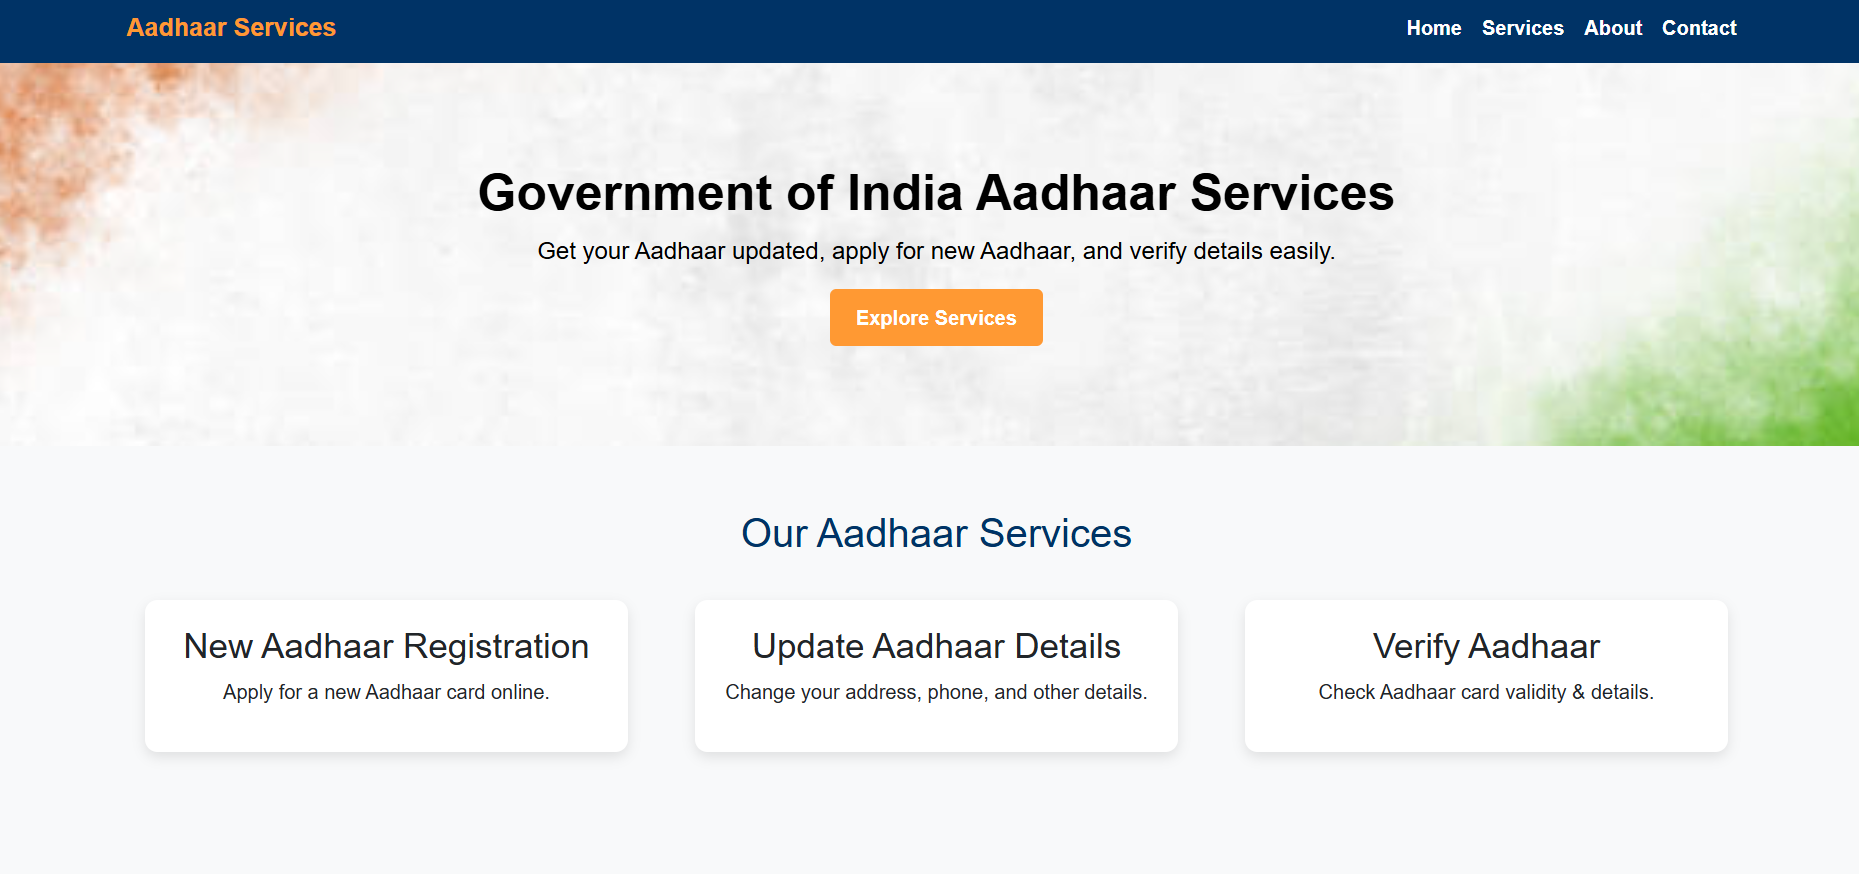 Aadhaar Services
Home Services About Contact
Government of India Aadhaar Services
Get your Aadhaar updated, apply for new Aadhaar, and verify details easily.
Explore Services
Our Aadhaar Services
New Aadhaar Registration
Apply for a new Aadhaar card online.
Update Aadhaar Details
Change your address, phone, and other details.
Verify Aadhaar
Check Aadhaar card validity & details.